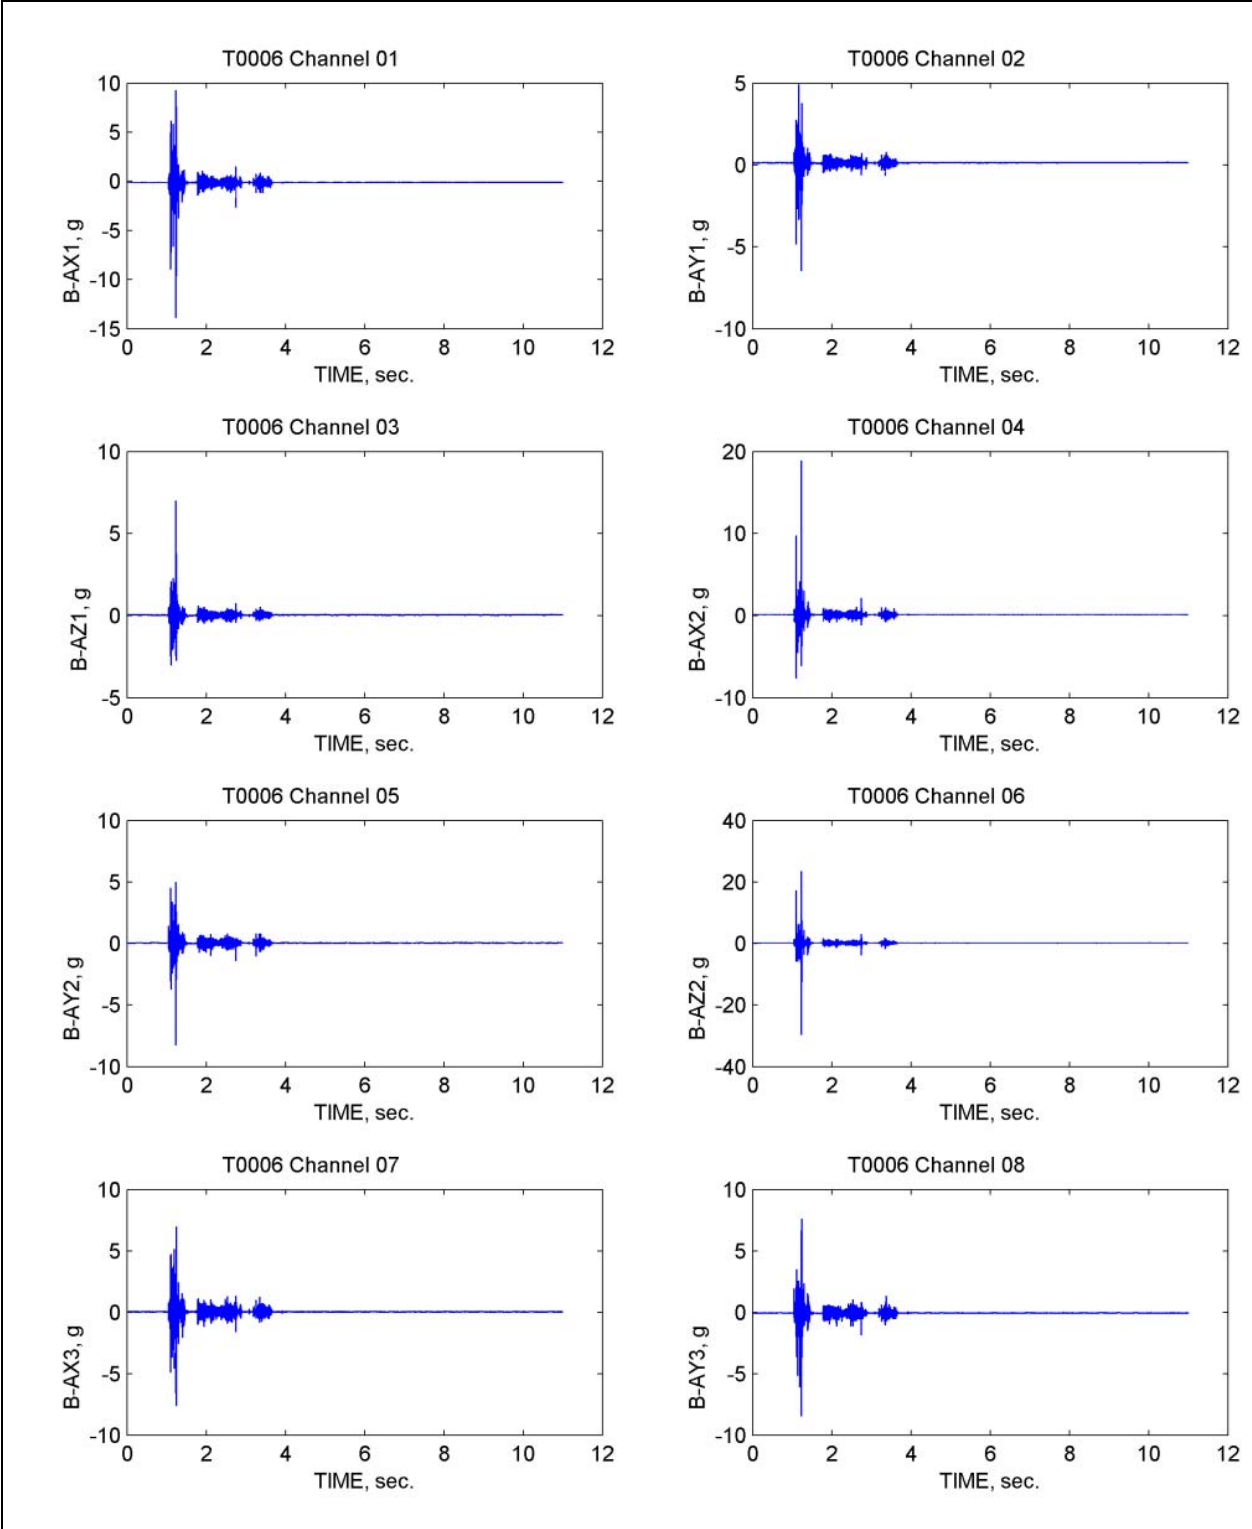 T0006 Channel 01
10
5
0
-5
-10
-15
B-AX1, g
0 2 4 6 8 10 12
TIME, sec.
T0006 Channel 02
5
0
-5
-10
B-AY1, g
0 2 4 6 8 10 12
TIME, sec.
T0006 Channel 03
10
5
0
-5
B-AZ1, g
0 2 4 6 8 10 12
TIME, sec.
T0006 Channel 04
20
10
0
-10
B-AX2, g
0 2 4 6 8 10 12
TIME, sec.
T0006 Channel 05
10
5
0
-5
-10
B-AY2, g
0 2 4 6 8 10 12
TIME, sec.
T0006 Channel 06
40
20
0
-20
-40
B-AZ2, g
0 2 4 6 8 10 12
TIME, sec.
T0006 Channel 07
10
5
0
-5
-10
B-AX3, g
0 2 4 6 8 10 12
TIME, sec.
T0006 Channel 08
10
5
0
-5
-10
B-AY3, g
0 2 4 6 8 10 12
TIME, sec.